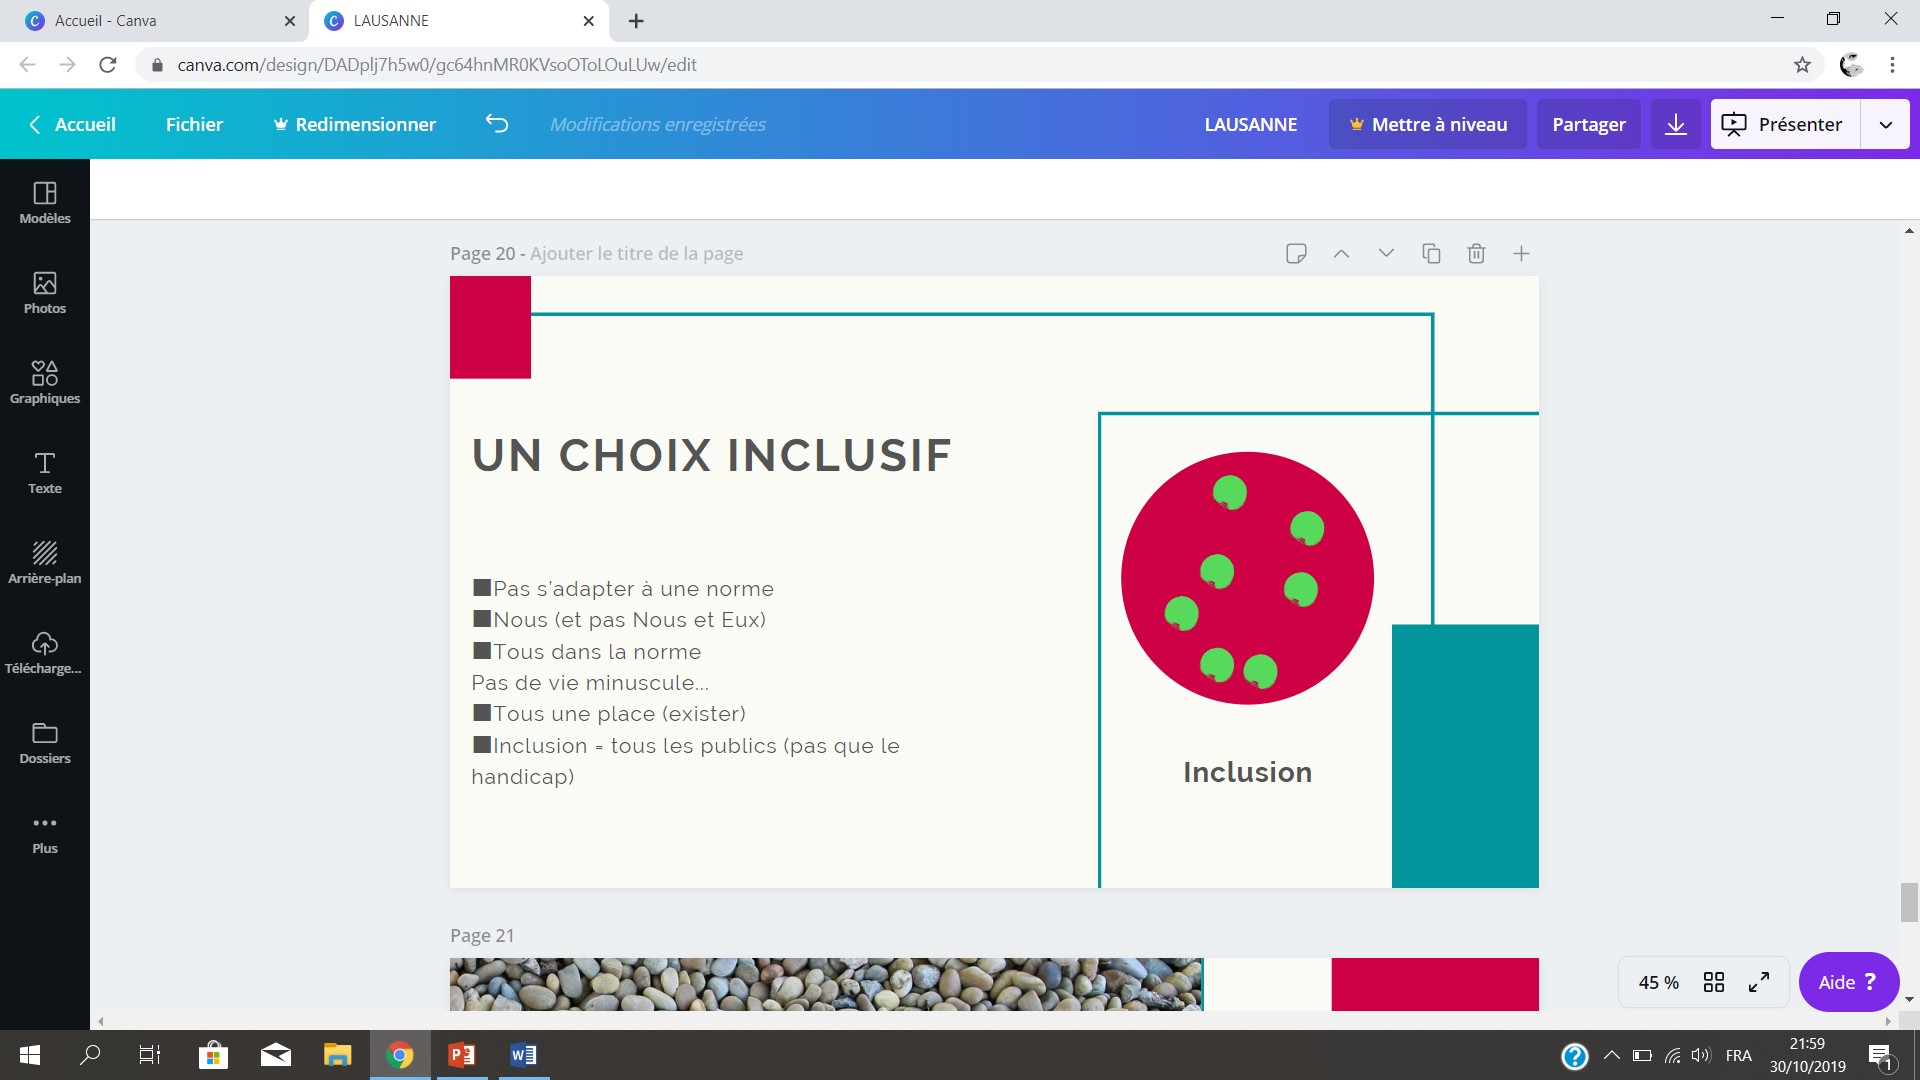 Accueil - Canva
LAUSANNE
canva.com/design/DADplj7h5w0/gc64hnMR0KVsoOToLOuLUw/edit
Accueil
Fichier
Redimensionner
Modifications enregistrées
LAUSANNE
Mettre à niveau
Partager
Présenter
Modèles
Photos
Graphiques
Texte
Arrière-plan
Télécharge...
Dossiers
Plus
Page 20 - Ajouter le titre de la page
UN CHOIX INCLUSIF
■Pas s'adapter à une norme
■Nous (et pas Nous et Eux)
■Tous dans la norme
Pas de vie minuscule...
■Tous une place (exister)
■Inclusion = tous les publics (pas que le
handicap)
Inclusion
Page 21
45 %
Aide ?
FRA
21:59
30/10/2019
1